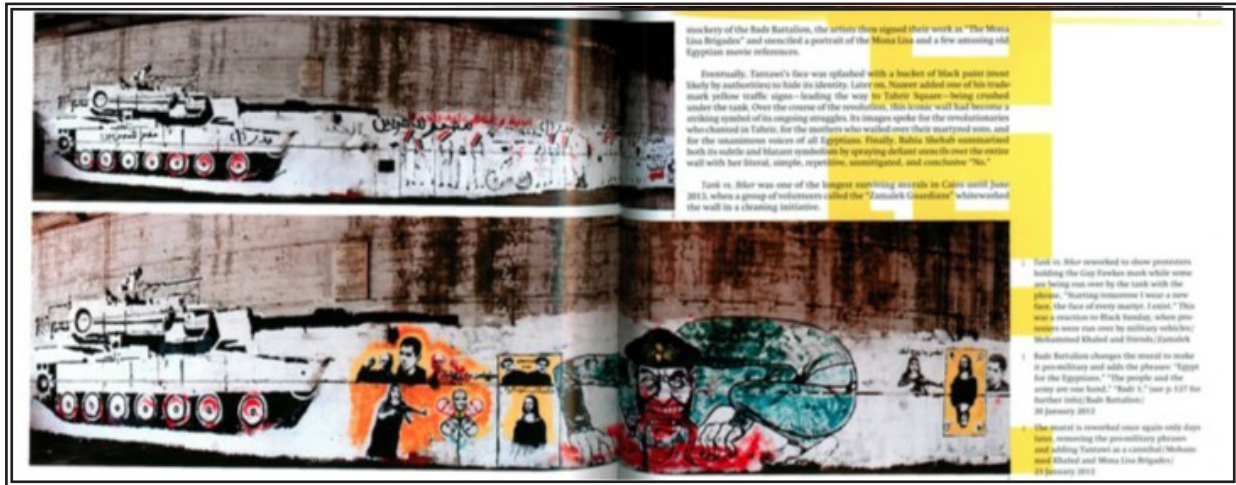 مصر للمصريين
بدر (١)
mockery of the Badr Battalion, the artists then signed their work as “The Mona
Lisa Brigades” and stenciled a portrait of the Mona Lisa and a few amusing old
Egyptian movie references.
Eventually, Tantawi’s face was splashed with a bucket of black paint (most
likely by authorities) to hide its identity. Later on, Nazeer added one of his trade
mark yellow traffic signs—leading the way to Tahrir Square—being crushed
under the tank. Over the course of the revolution, this iconic wall had become a
striking symbol of its ongoing struggles. Its images spoke for the revolutionaries
who chanted in Tahrir, for the mothers who wailed over their martyred sons, and
for the unanimous voices of all Egyptians. Finally, Bahia Shehab summarized
both its subtle and blatant symbolism by spraying defiant stencils over the entire
wall with her literal, simple, repetitive, unmitigated, and conclusive “No.”
Tank vs. Biker was one of the longest surviving murals in Cairo until June
2013, when a group of volunteers called the “Zamalek Guardians” whitewashed
the wall in a cleaning initiative.
Tank vs. Biker reworked to show protesters
holding the Guy Fawkes mask while some
are being run over by the tank with the
phrase, “Starting tomorrow I wear a new
face, the face of every martyr. I exist.” This
was a reaction to Black Sunday, when pro-
testers were run over by military vehicles/
Mohammed Khaled and friends/Zamalek
Badr Battalion changes the mural to make
it pro-military and adds the phrases: “Egypt
for the Egyptians,” “The people and the
army are one hand,” “Badr 1,” (see p.127 for
further info)/Badr Battalion/
20 January 2012
The mural is reworked once again only days
later, removing the pro-military phrases
and adding Tantawi as a cannibal/Moham-
med Khaled and Mona Lisa Brigades/
23 January 2012